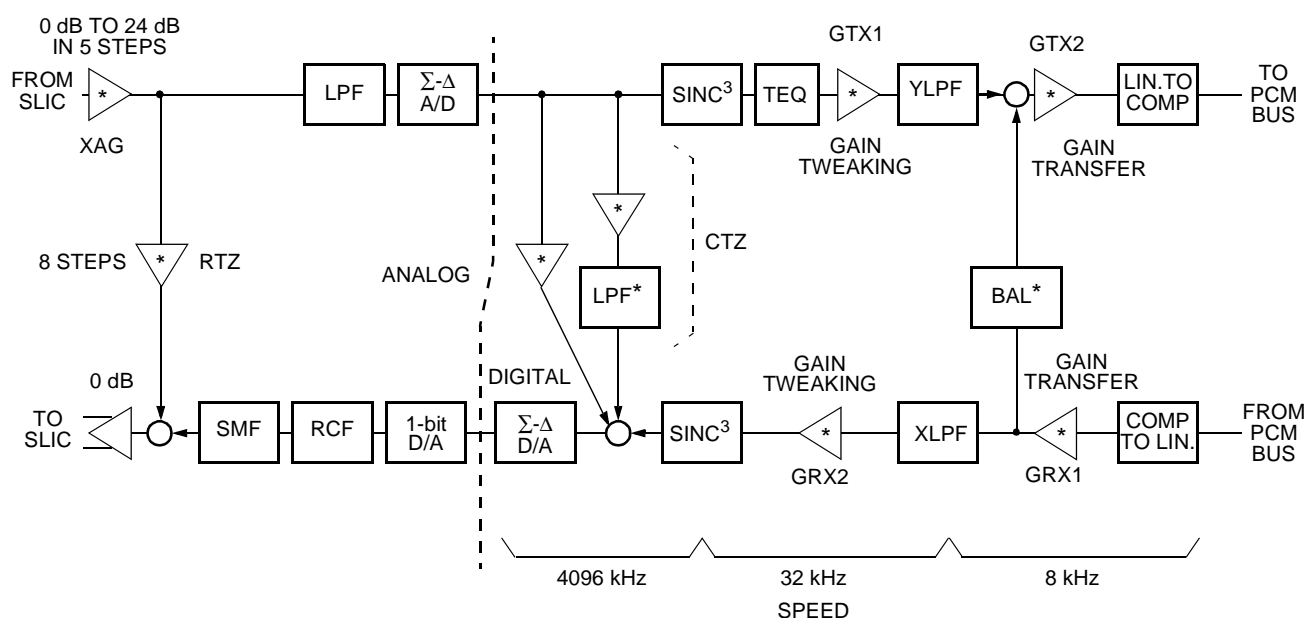 0 dB TO 24 dB
IN 5 STEPS
FROM
SLIC
*
XAG
LPF
Σ-Δ
A/D
SINC³
TEQ
GTX1
*
GAIN
TWEAKING
YLPF
GTX2
*
GAIN
TRANSFER
LIN.TO
COMP
TO
PCM
BUS
8 STEPS
*
RTZ
ANALOG
*
*
LPF*
CTZ
BAL*
0 dB
TO
SLIC
SMF
RCF
1-bit
D/A
DIGITAL
Σ-Δ
D/A
SINC³
GAIN
TWEAKING
*
GRX2
XLPF
GAIN
TRANSFER
*
GRX1
COMP
TO LIN.
FROM
PCM
BUS
4096 kHz
32 kHz
8 kHz
SPEED